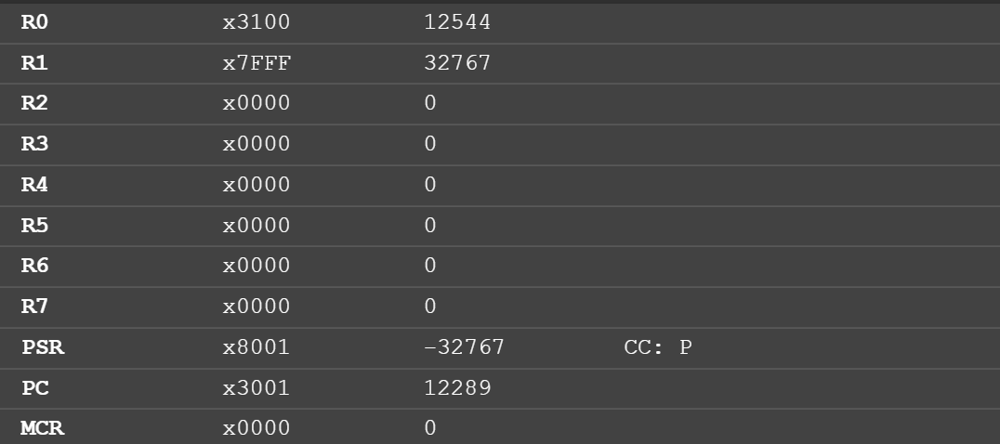 R0 x3100 12544
R1 x7FFF 32767
R2 x0000 0
R3 x0000 0
R4 x0000 0
R5 x0000 0
R6 x0000 0
R7 x0000 0
PSR x8001 -32767 CC: P
PC x3001 12289
MCR x0000 0